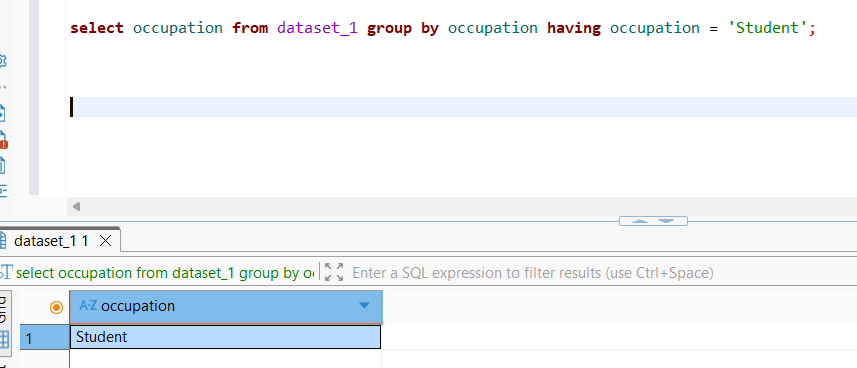 select occupation from dataset_1 group by occupation having occupation = 'Student';
dataset_1 1
select occupation from dataset_1 group by o
Enter a SQL expression to filter results (use Ctrl+Space)
A-Z occupation
1 Student